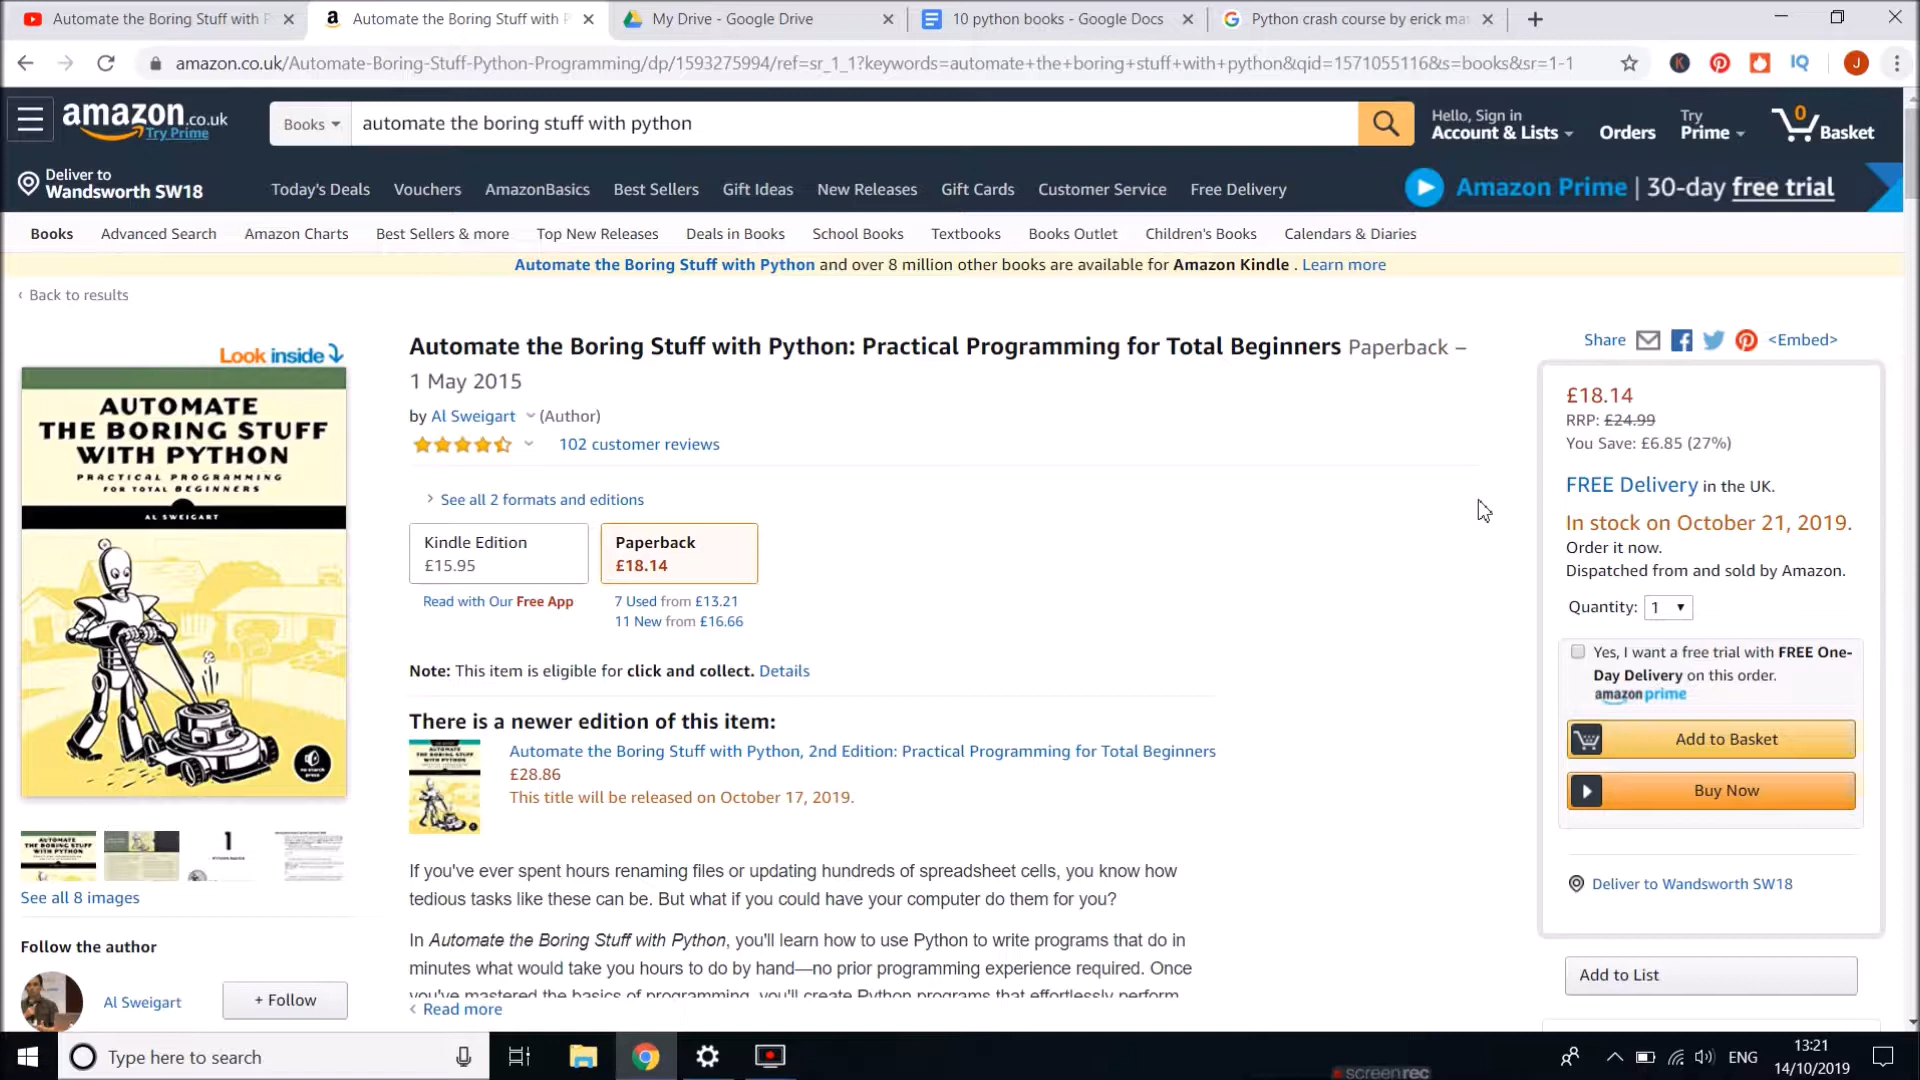 Automate the Boring Stuff with P
Automate the Boring Stuff with P
My Drive - Google Drive
10 python books - Google Docs
Python crash course by erick mat
amazon.co.uk/Automate-Boring-Stuff-Python-Programming/dp/1593275994/ref=sr_1_1?keywords=automate+the+boring+stuff+with+python&qid=1571055116&s=books&sr=1-1
K
IQ
J
amazon.co.uk
Try Prime
Books
automate the boring stuff with python
Hello, Sign in
Account & Lists
Orders
Try
Prime
0
Basket
Deliver to
Wandsworth SW18
Today's Deals Vouchers AmazonBasics Best Sellers Gift Ideas New Releases Gift Cards Customer Service Free Delivery
Amazon Prime | 30-day free trial
Books Advanced Search Amazon Charts Best Sellers & more Top New Releases Deals in Books School Books Textbooks Books Outlet Children's Books Calendars & Diaries
Automate the Boring Stuff with Python and over 8 million other books are available for Amazon Kindle . Learn more
‹ Back to results
Look inside
AUTOMATE
THE BORING STUFF
WITH PYTHON
PRACTICAL PROGRAMMING
FOR TOTAL BEGINNERS
AL SWEIGART
no starch
press
See all 8 images
Follow the author
Al Sweigart
+ Follow
Automate the Boring Stuff with Python: Practical Programming for Total Beginners Paperback –
1 May 2015
by Al Sweigart (Author)
102 customer reviews
› See all 2 formats and editions
Kindle Edition
£15.95
Paperback
£18.14
Read with Our Free App
7 Used from £13.21
11 New from £16.66
Note: This item is eligible for click and collect. Details
There is a newer edition of this item:
Automate the Boring Stuff with Python, 2nd Edition: Practical Programming for Total Beginners
£28.86
This title will be released on October 17, 2019.
If you've ever spent hours renaming files or updating hundreds of spreadsheet cells, you know how
tedious tasks like these can be. But what if you could have your computer do them for you?
In Automate the Boring Stuff with Python, you'll learn how to use Python to write programs that do in
minutes what would take you hours to do by hand—no prior programming experience required. Once
you've mastered the basics of programming, you'll create Python programs that effortlessly perform
‹ Read more
Share
<Embed>
£18.14
RRP: £24.99
You Save: £6.85 (27%)
FREE Delivery in the UK.
In stock on October 21, 2019.
Order it now.
Dispatched from and sold by Amazon.
Quantity: 1
Yes, I want a free trial with FREE One-
Day Delivery on this order.
amazon prime
Add to Basket
Buy Now
Deliver to Wandsworth SW18
Add to List
Type here to search
ENG
13:21
14/10/2019
screenrec